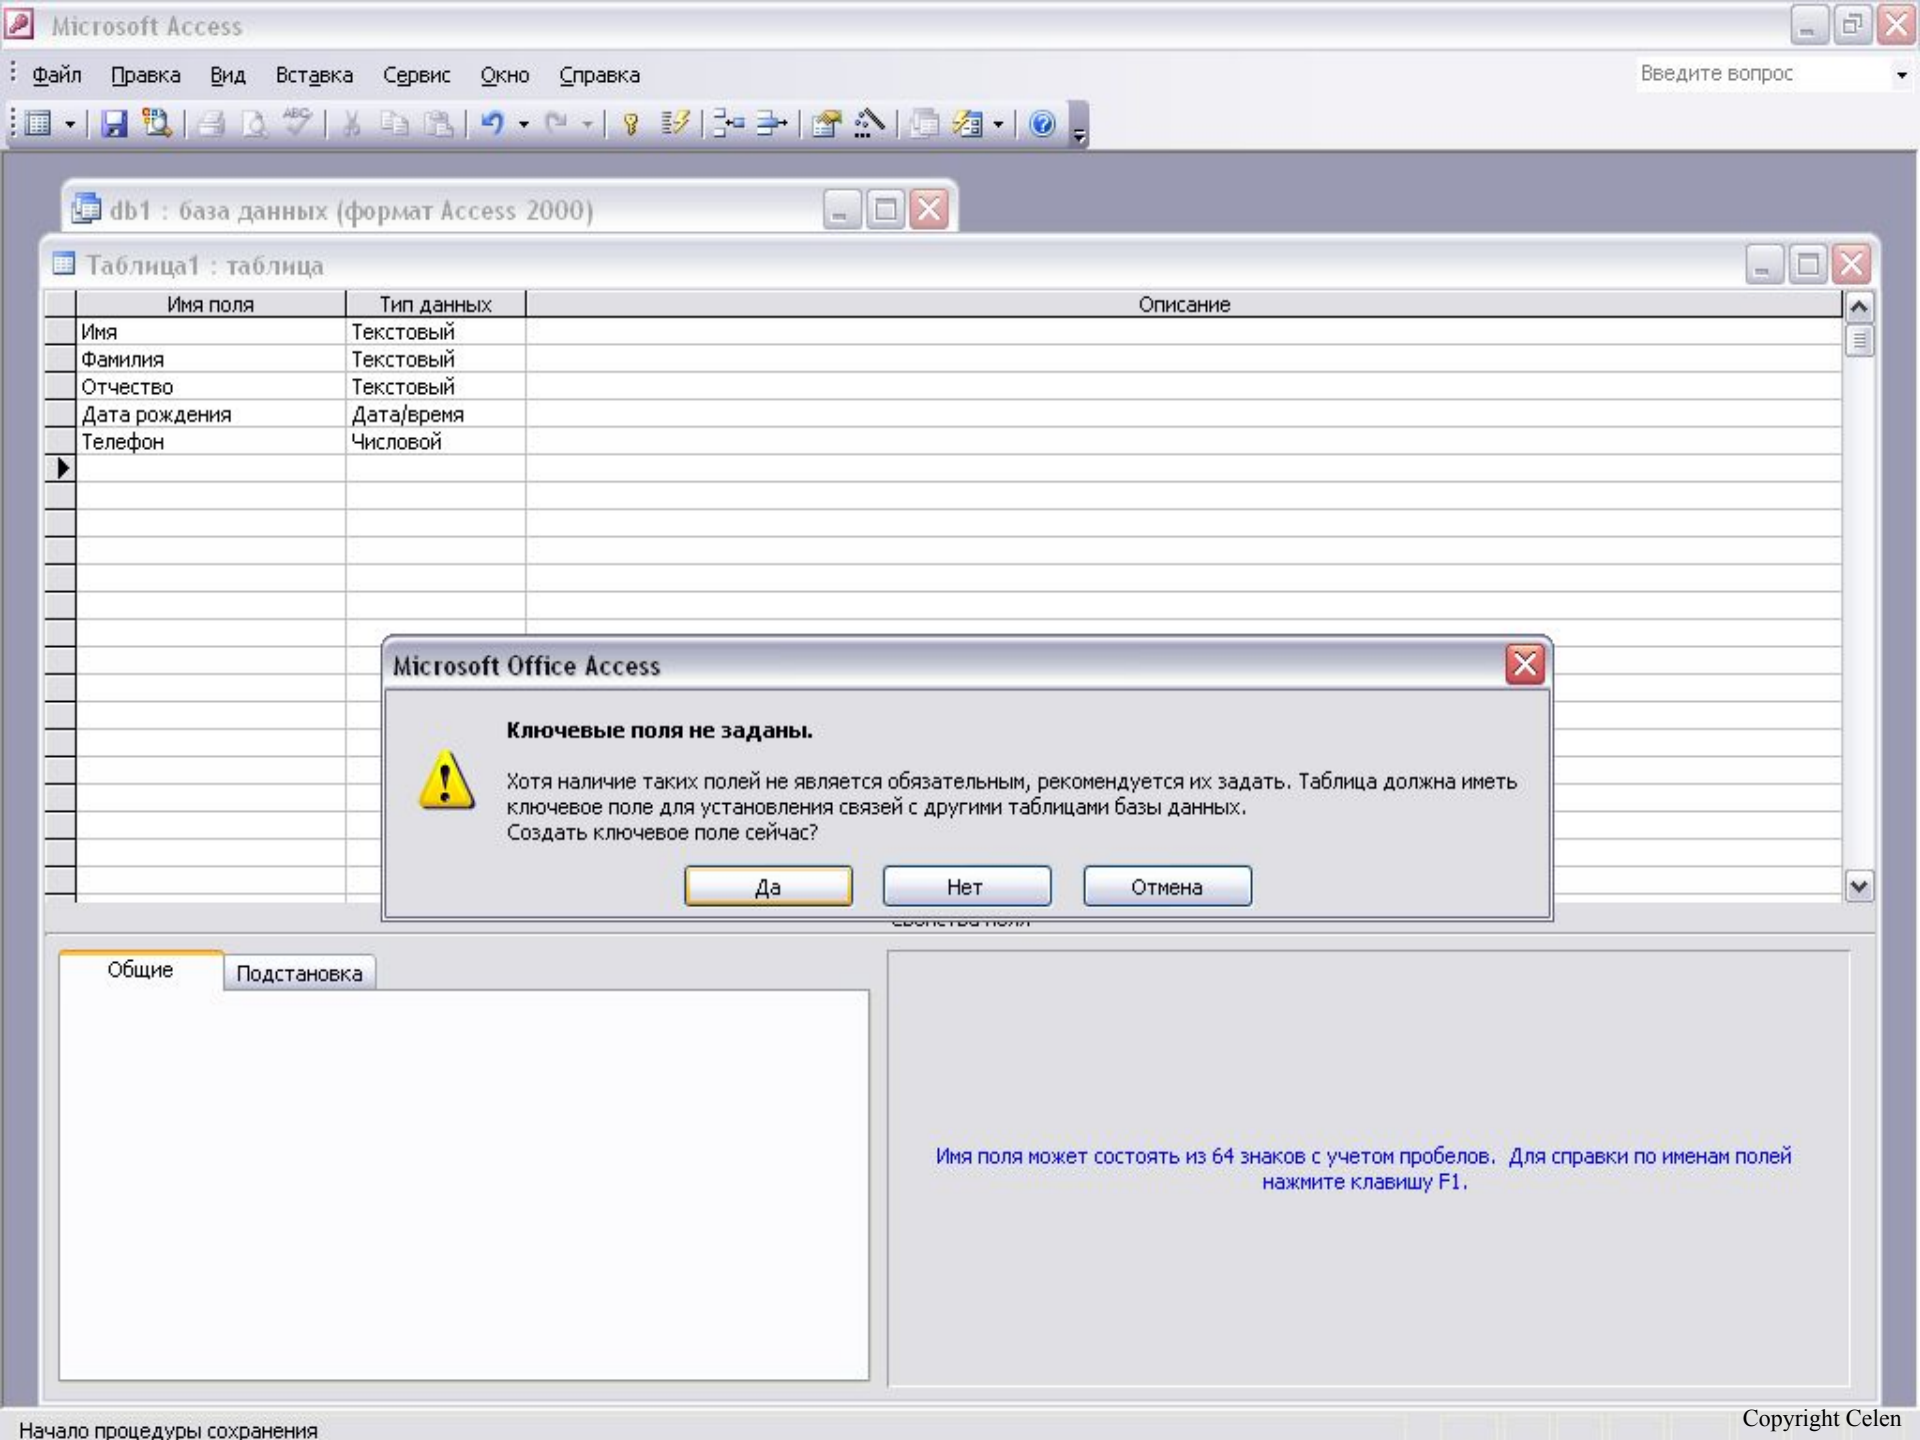 Microsoft Access
Файл Правка Вид Вставка Сервис Окно Справка
Введите вопрос
ABC
db1 : база данных (формат Access 2000)
Таблица1 : таблица
Имя поля Тип данных Описание
Имя Текстовый
Фамилия Текстовый
Отчество Текстовый
Дата рождения Дата/время
Телефон Числовой
Microsoft Office Access
Ключевые поля не заданы.
Хотя наличие таких полей не является обязательным, рекомендуется их задать. Таблица должна иметь
ключевое поле для установления связей с другими таблицами базы данных.
Создать ключевое поле сейчас?
Да Нет Отмена
Свойства поля
Общие Подстановка
Имя поля может состоять из 64 знаков с учетом пробелов. Для справки по именам полей
нажмите клавишу F1.
Начало процедуры сохранения
Copyright Celen